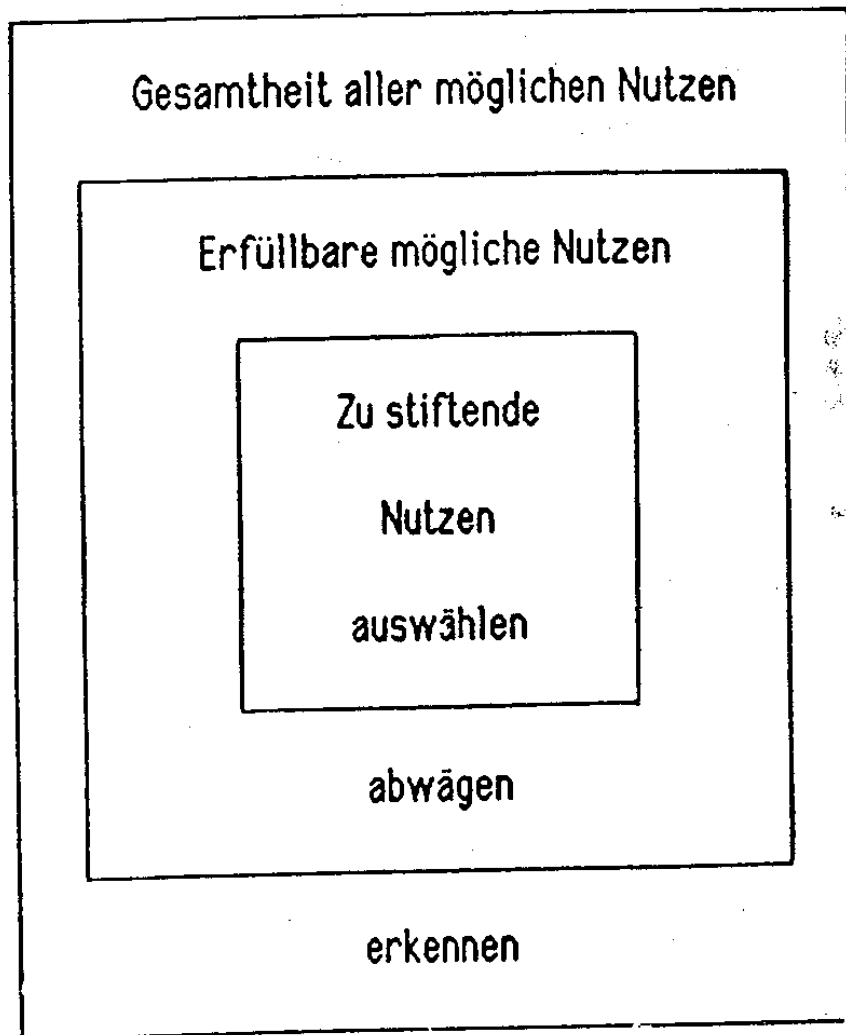 Gesamtheit aller möglichen Nutzen
Erfüllbare mögliche Nutzen
Zu stiftende
Nutzen
auswählen
abwägen
erkennen